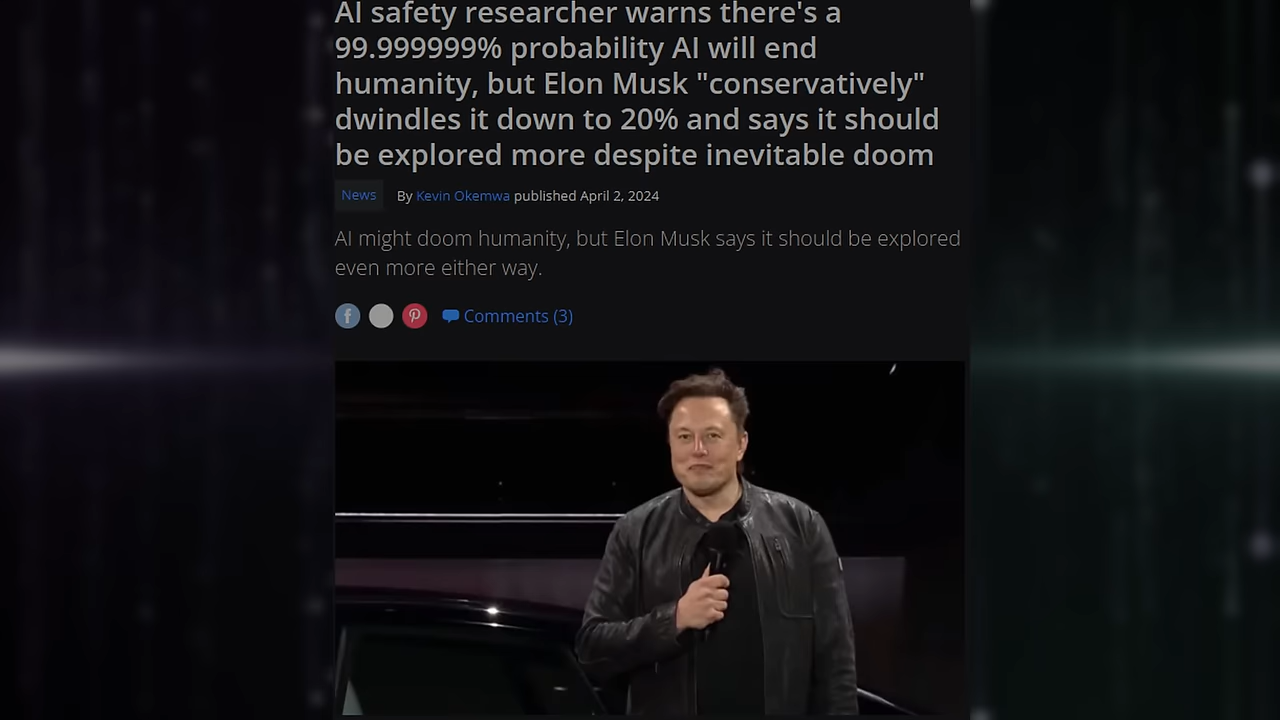 AI safety researcher warns there's a
99.999999% probability AI will end
humanity, but Elon Musk "conservatively"
dwindles it down to 20% and says it should
be explored more despite inevitable doom
News By Kevin Okemwa published April 2, 2024
AI might doom humanity, but Elon Musk says it should be explored
even more either way.
Comments (3)